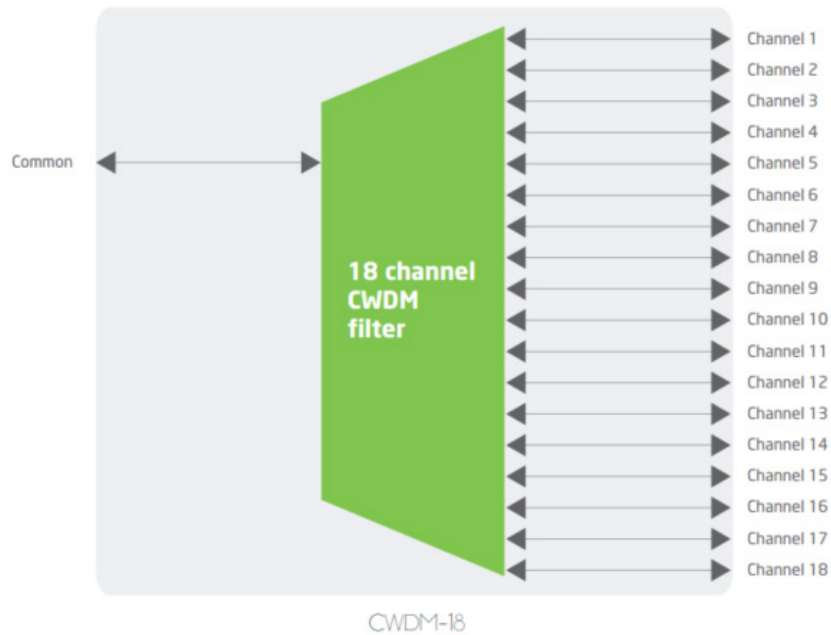 Common
18 channel
CWDM
filter
Channel 1
Channel 2
Channel 3
Channel 4
Channel 5
Channel 6
Channel 7
Channel 8
Channel 9
Channel 10
Channel 11
Channel 12
Channel 13
Channel 14
Channel 15
Channel 16
Channel 17
Channel 18
CWDM-18